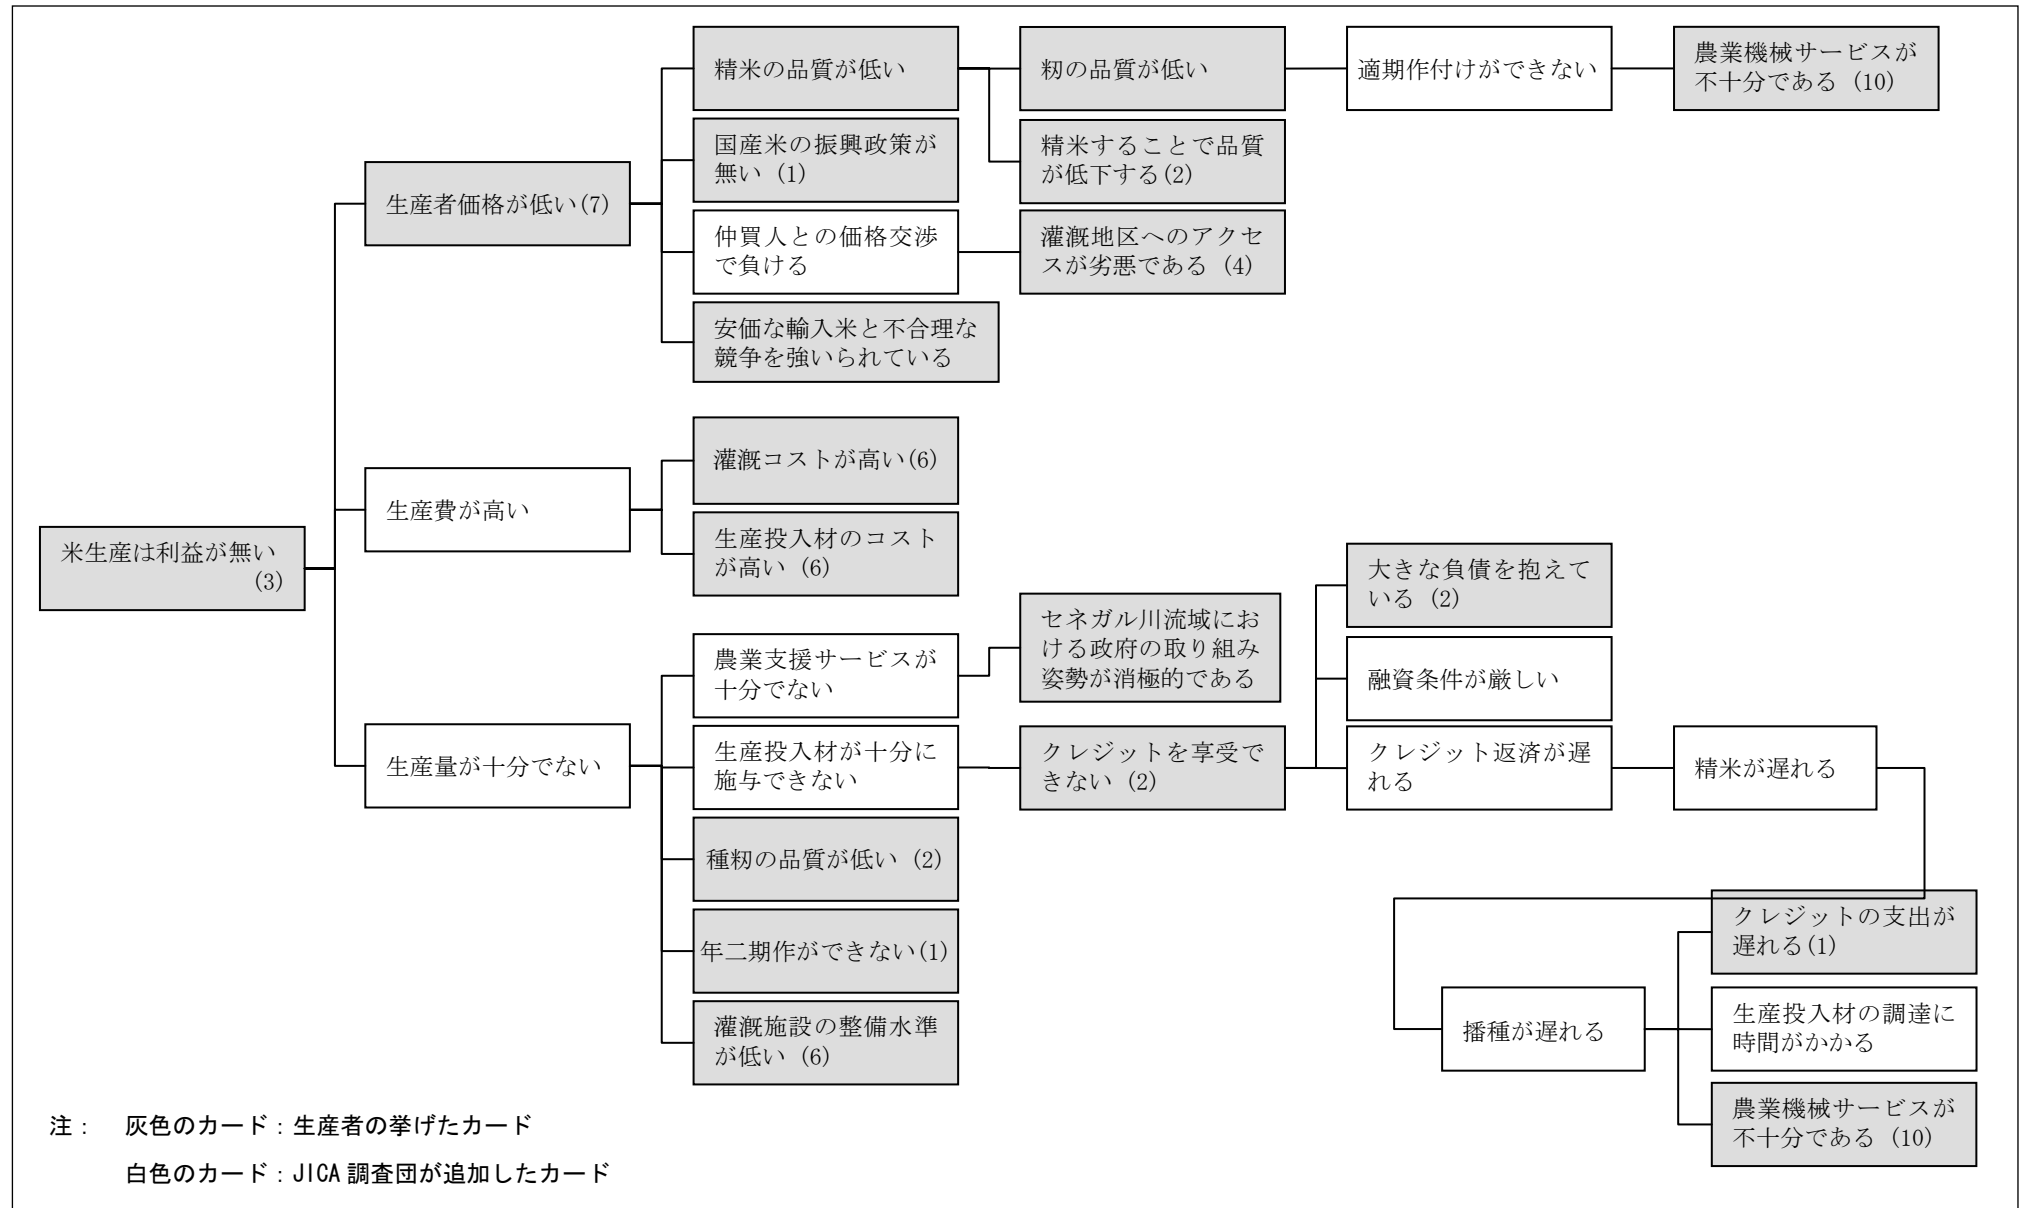 精米の品質が低い
籾の品質が低い
適期作付けができない
農業機械サービスが
不十分である (10)
国産米の振興政策が
無い (1)
精米することで品質
が低下する(2)
生産者価格が低い(7)
仲買人との価格交渉
で負ける
灌漑地区へのアクセ
スが劣悪である (4)
安価な輸入米と不合理な
競争を強いられている
灌漑コストが高い(6)
生産費が高い
生産投入材のコスト
が高い (6)
米生産は利益が無い
(3)
農業支援サービスが
十分でない
セネガル川流域にお
ける政府の取り組み
姿勢が消極的である
大きな負債を抱えて
いる (2)
融資条件が厳しい
生産量が十分でない
生産投入材が十分に
施与できない
クレジットを享受で
きない (2)
クレジット返済が遅
れる
精米が遅れる
種籾の品質が低い (2)
年二期作ができない(1)
灌漑施設の整備水準
が低い (6)
クレジットの支出が
遅れる(1)
播種が遅れる
生産投入材の調達に
時間がかかる
農業機械サービスが
不十分である (10)
注： 灰色のカード：生産者の挙げたカード
白色のカード：JICA 調査団が追加したカード